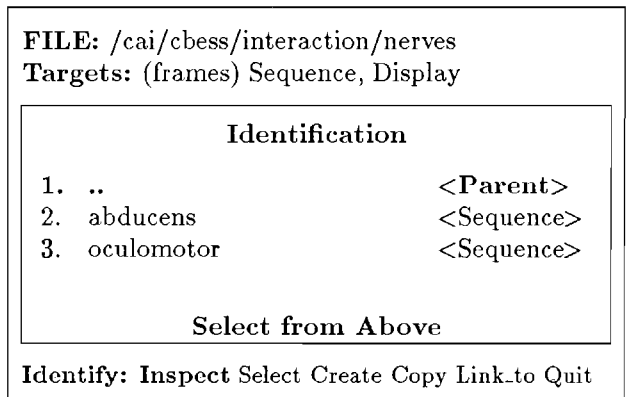 FILE: /cai/cbess/interaction/nerves
Targets: (frames) Sequence, Display
Identification
1. .. <Parent>
2. abducens <Sequence>
3. oculomotor <Sequence>
Select from Above
Identify: Inspect Select Create Copy Link_to Quit